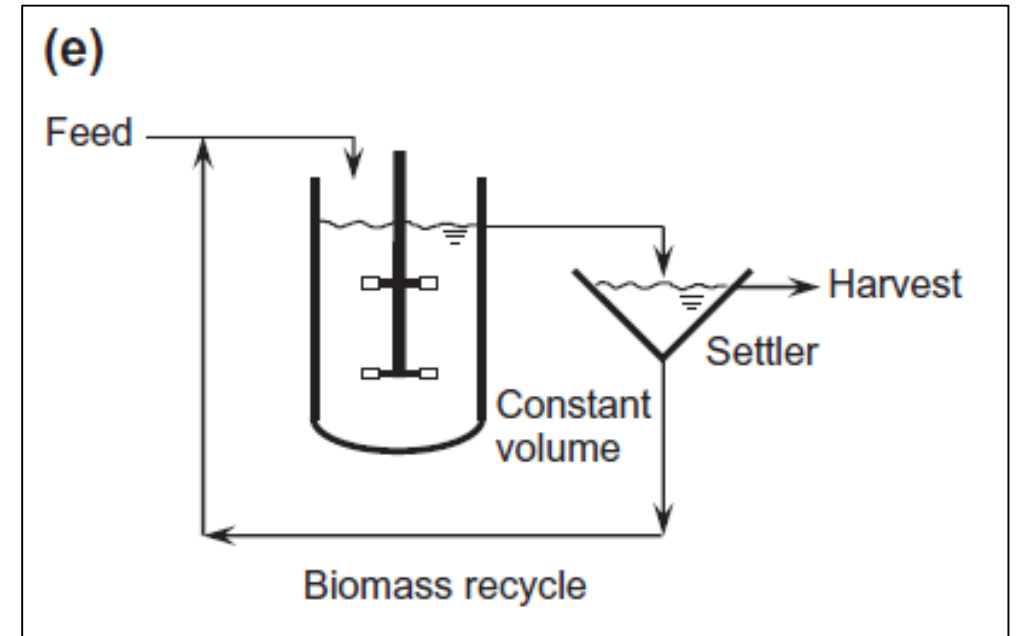 (e)
Feed
Harvest
Settler
Constant
volume
Biomass recycle